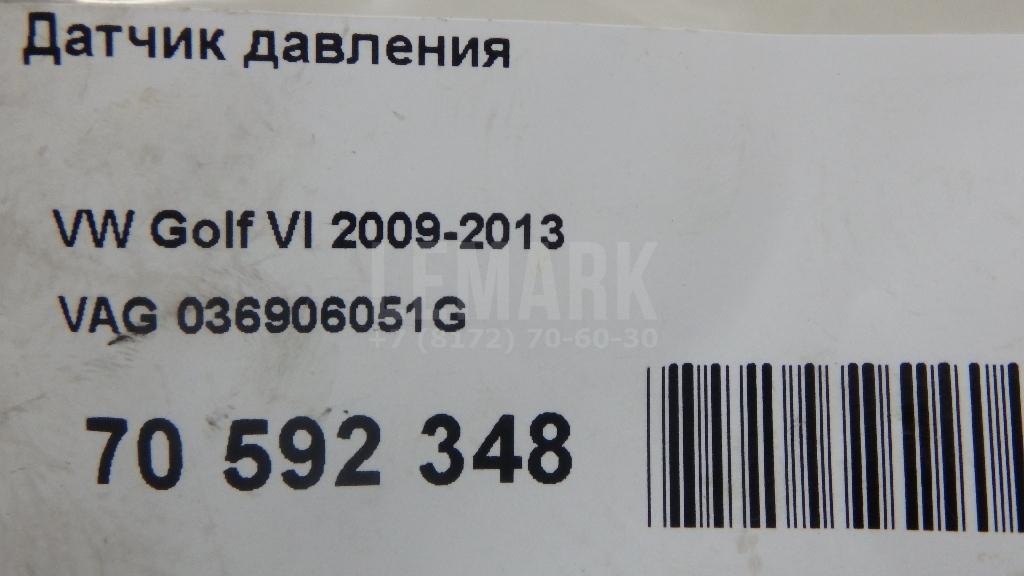 Датчик давления
VW Golf VI 2009-2013
LEMARK
VAG 036906051G
+7 (8172) 70-60-30
70 592 348